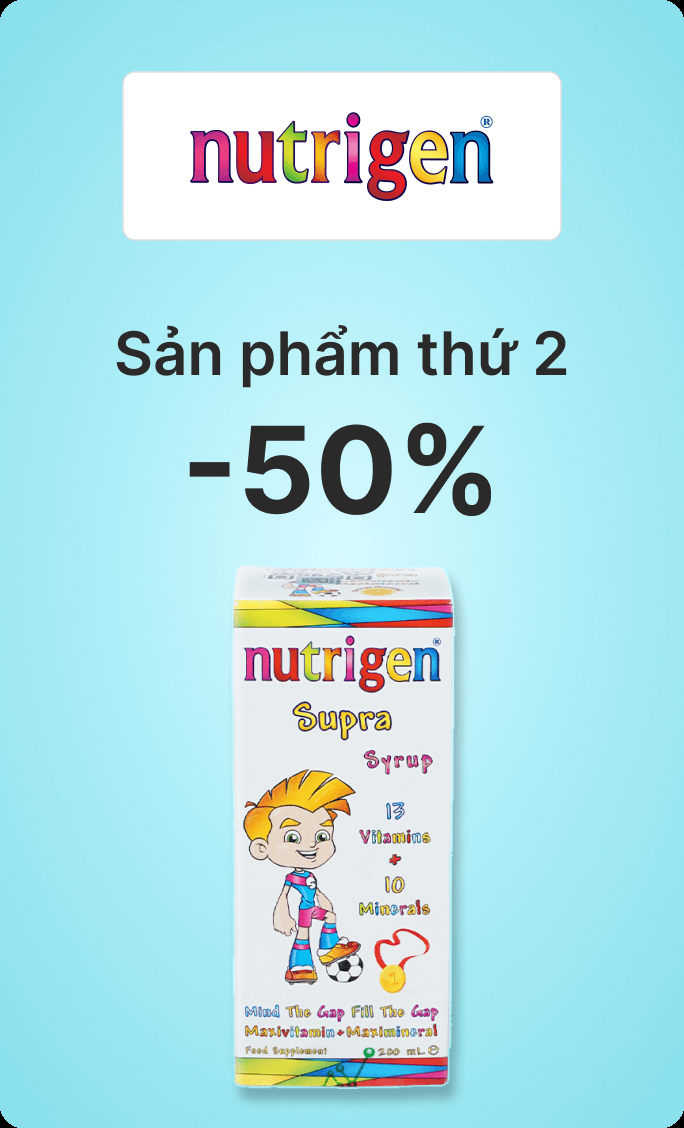 nutrigen®
Sản phẩm thứ 2
-50%
nutrigen®
Supra
Syrup
13
Vitamins
+
10
Minerals
1
Mind The Gap Fill The Gap
Maxivitamin+Maximineral
Food Supplement 200 mL ℮